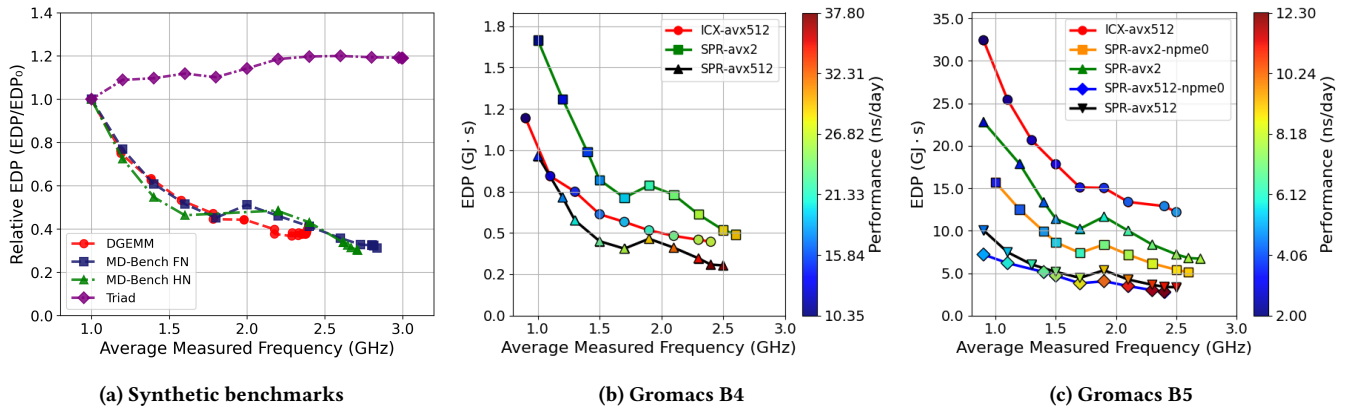 1.4
1.2
1.0
0.8
0.6
0.4
0.2
0.0
Relative EDP (EDP/EDP₀)
DGEMM
MD-Bench FN
MD-Bench HN
Triad
1.0 1.5 2.0 2.5 3.0
Average Measured Frequency (GHz)
(a) Synthetic benchmarks
1.8
1.5
1.2
1.0
0.8
0.5
0.2
0.0
EDP (GJ · s)
ICX-avx512
SPR-avx2
SPR-avx512
1.0 1.5 2.0 2.5 3.0
Average Measured Frequency (GHz)
37.80
32.31
26.82
21.33
15.84
10.35
Performance (ns/day)
(b) Gromacs B4
35.0
30.0
25.0
20.0
15.0
10.0
5.0
0.0
EDP (GJ · s)
ICX-avx512
SPR-avx2-npme0
SPR-avx2
SPR-avx512-npme0
SPR-avx512
1.0 1.5 2.0 2.5 3.0
Average Measured Frequency (GHz)
12.30
10.24
8.18
6.12
4.06
2.00
Performance (ns/day)
(c) Gromacs B5